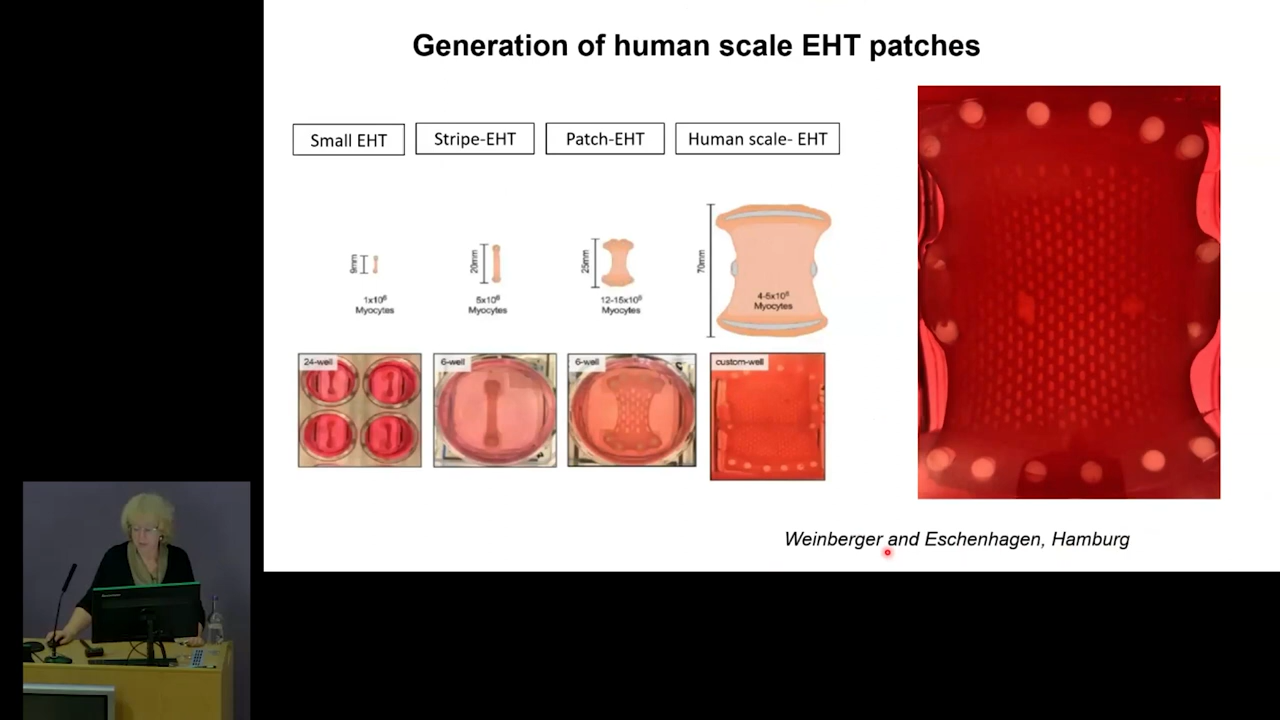 Generation of human scale EHT patches
Small EHT
Stripe-EHT
Patch-EHT
Human scale- EHT
9mm
20mm
25mm
70mm
1x10⁶
Myocytes
5x10⁶
Myocytes
12-15x10⁶
Myocytes
Myocytes
24-well
6-well
6-well
custom-well
Weinberger and Eschenhagen, Hamburg